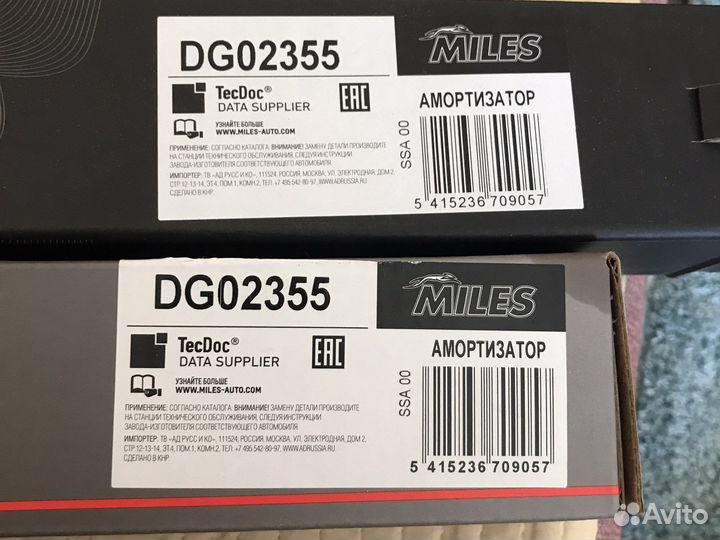 DG02355
MILES
TecDoc®
DATA SUPPLIER
EAC
УЗНАЙТЕ БОЛЬШЕ
WWW.MILES-AUTO.COM
АМОРТИЗАТОР
SSA 00
ПРИМЕНЕНИЕ: СОГЛАСНО КАТАЛОГА. ВНИМАНИЕ! ЗАМЕНУ ДЕТАЛИ ПРОИЗВОДИТЕ
НА СТАНЦИИ ТЕХНИЧЕСКОГО ОБСЛУЖИВАНИЯ, СЛЕДУЯ ИНСТРУКЦИИ
ЗАВОДА-ИЗГОТОВИТЕЛЯ СООТВЕТСТВУЮЩЕГО АВТОМОБИЛЯ.
ИМПОРТЕР: ТВ «АД РУСС И КО», 111524, РОССИЯ, МОСКВА, УЛ. ЭЛЕКТРОДНАЯ, ДОМ 2,
СТР. 12-13-14, ЭТ.4, ПОМ 1, КОМН.2, ТЕЛ. +7 495 542-80-97, WWW.ADRUSSIA.RU.
СДЕЛАНО В КНР.
5 415236 709057
DG02355
MILES
TecDoc®
DATA SUPPLIER
EAC
УЗНАЙТЕ БОЛЬШЕ
WWW.MILES-AUTO.COM
АМОРТИЗАТОР
SSA 00
ПРИМЕНЕНИЕ: СОГЛАСНО КАТАЛОГА. ВНИМАНИЕ! ЗАМЕНУ ДЕТАЛИ ПРОИЗВОДИТЕ
НА СТАНЦИИ ТЕХНИЧЕСКОГО ОБСЛУЖИВАНИЯ, СЛЕДУЯ ИНСТРУКЦИИ
ЗАВОДА-ИЗГОТОВИТЕЛЯ СООТВЕТСТВУЮЩЕГО АВТОМОБИЛЯ.
ИМПОРТЕР: ТВ «АД РУСС И КО», 111524, РОССИЯ, МОСКВА, УЛ. ЭЛЕКТРОДНАЯ, ДОМ 2,
СТР. 12-13-14, ЭТ.4, ПОМ 1, КОМН.2, ТЕЛ. +7 495 542-80-97, WWW.ADRUSSIA.RU.
СДЕЛАНО В КНР
5 415236 709057
Avito